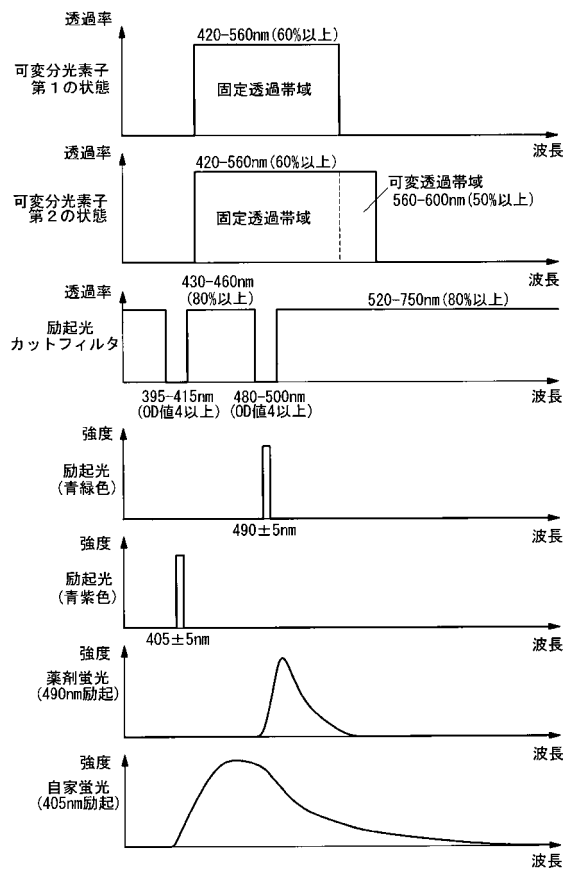 透過率
420-560nm(60%以上)
可変分光素子
第1の状態
固定透過帯域
波長
透過率
420-560nm(60%以上)
可変透過帯域
560-600nm(50%以上)
可変分光素子
第2の状態
固定透過帯域
波長
透過率
430-460nm
(80%以上)
520-750nm(80%以上)
励起光
カットフィルタ
波長
395-415nm
(OD値4以上)
480-500nm
(OD値4以上)
強度
励起光
(青緑色)
490±5nm
波長
強度
励起光
(青紫色)
405±5nm
波長
強度
薬剤蛍光
(490nm励起)
波長
強度
自家蛍光
(405nm励起)
波長